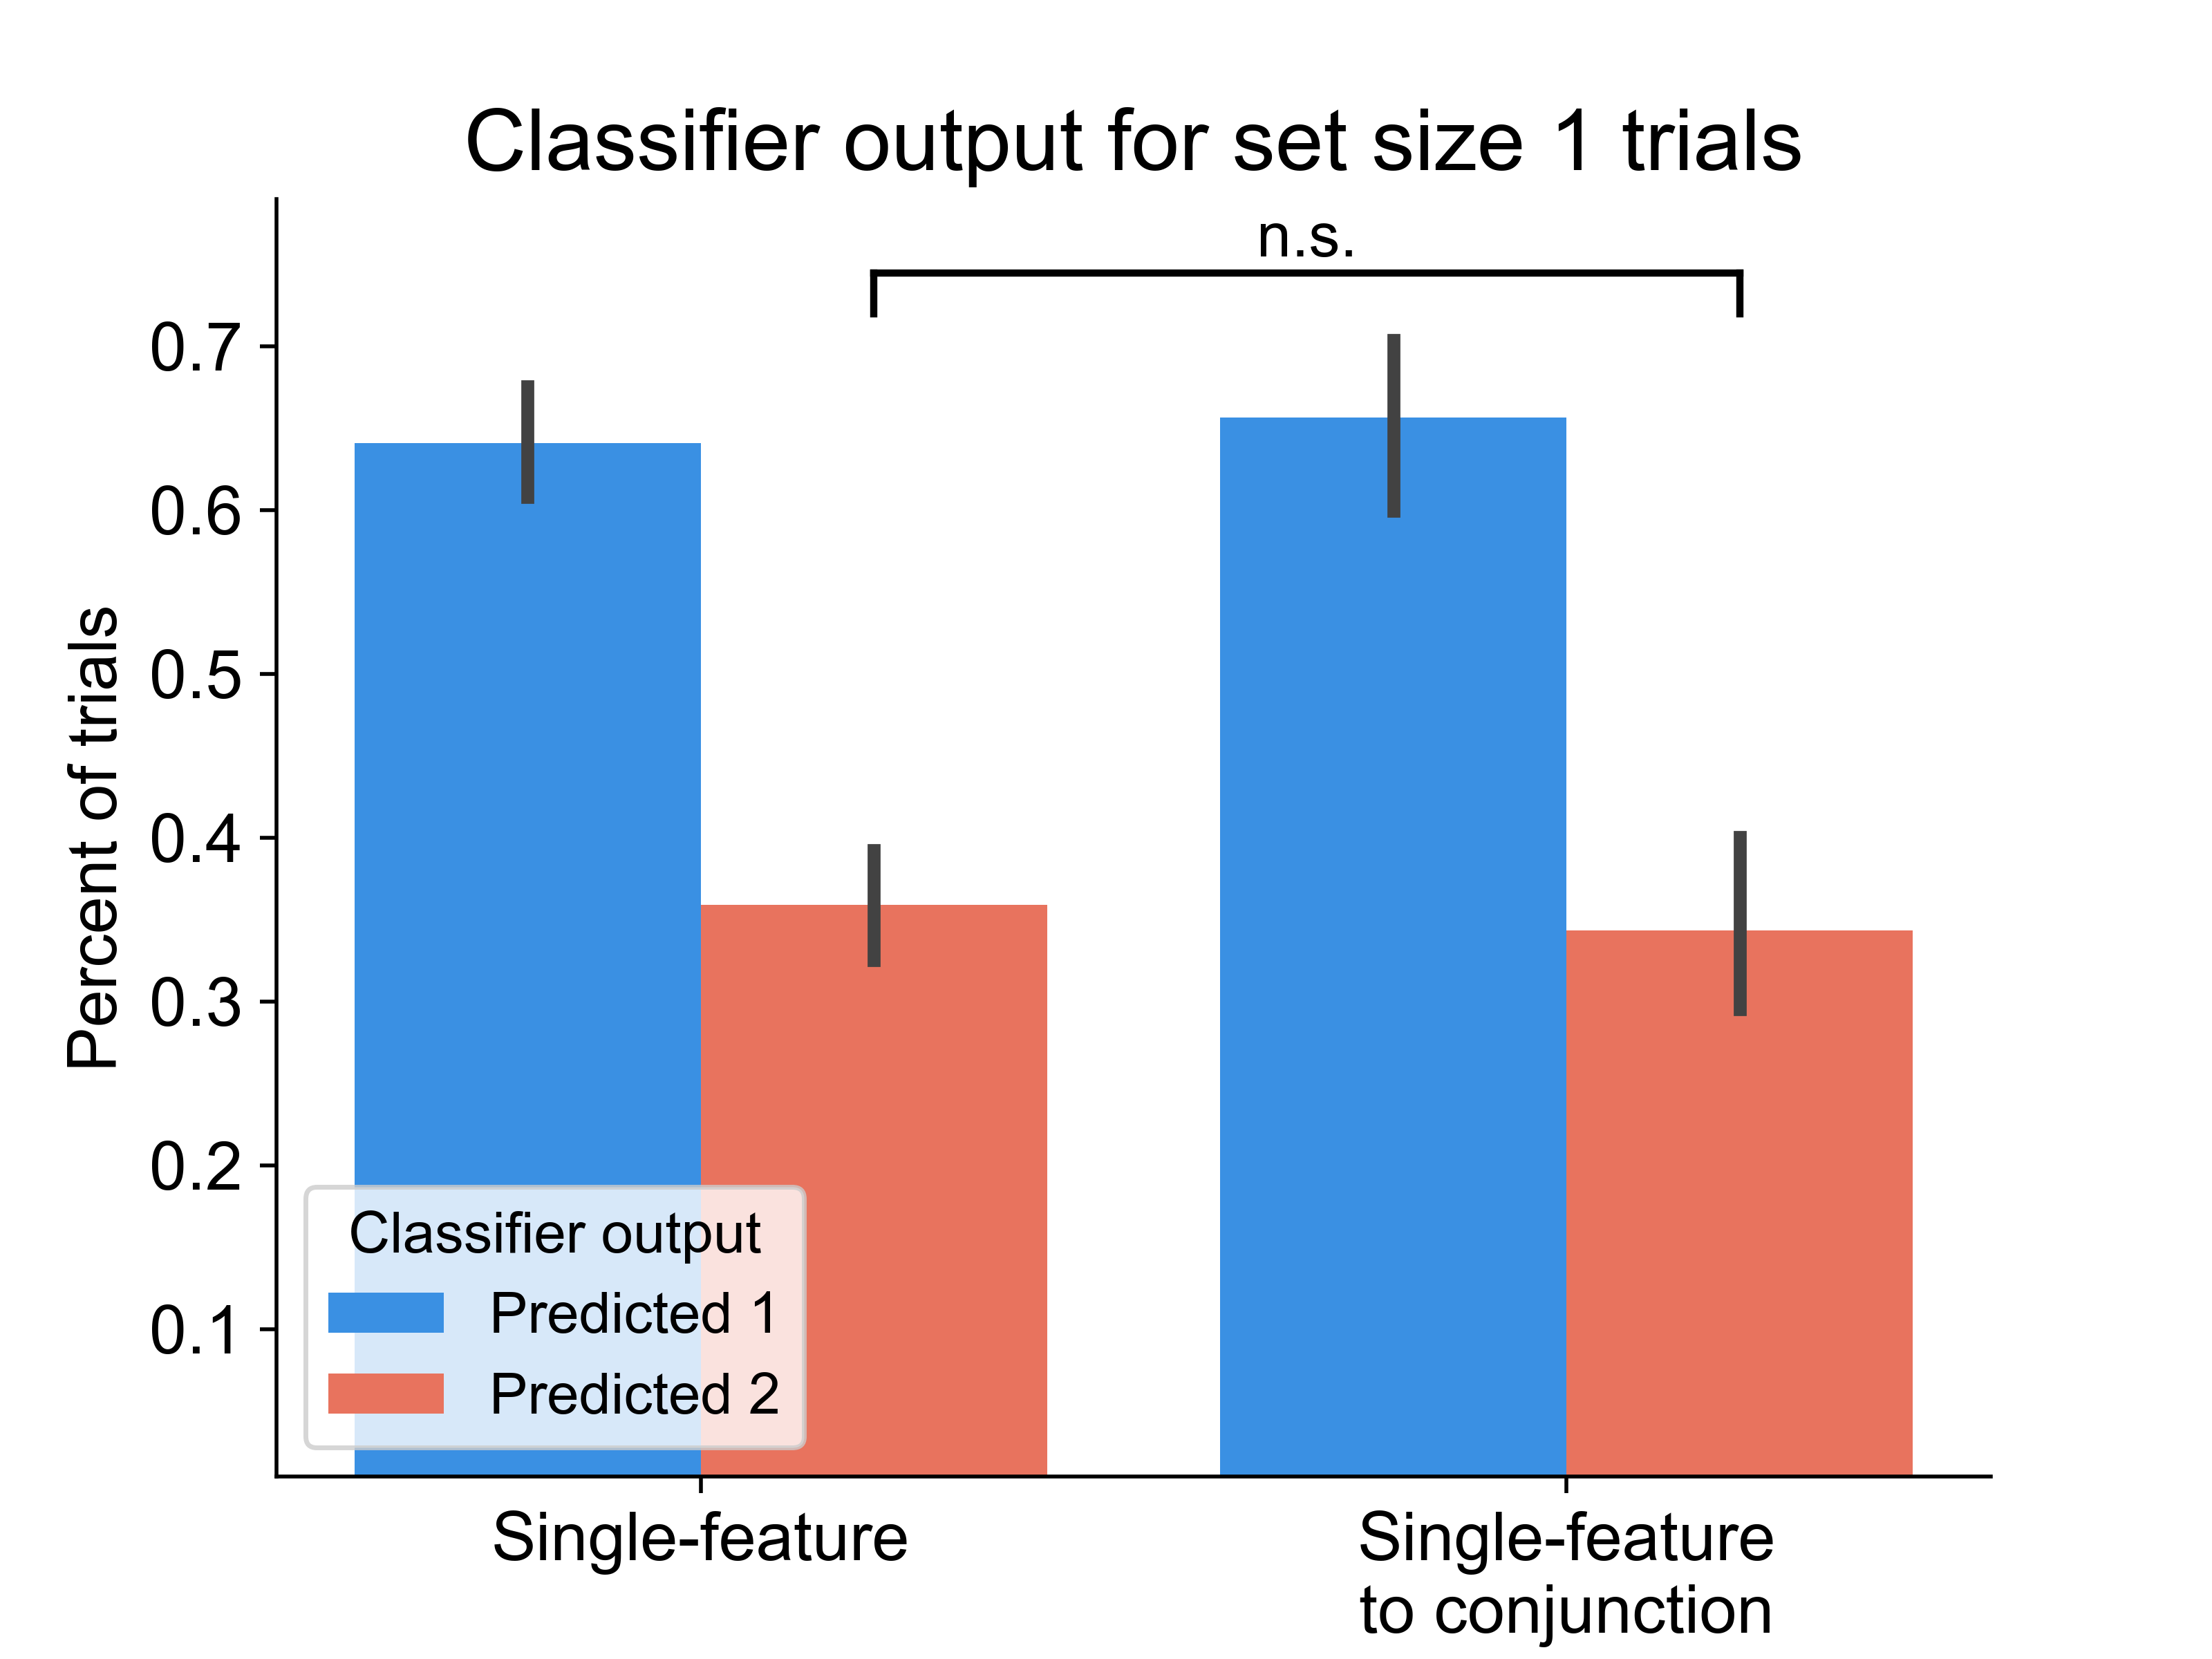 Classifier output for set size 1 trials
n.s.
Percent of trials
0.7
0.6
0.5
0.4
0.3
0.2
0.1
Classifier output
Predicted 1
Predicted 2
Single-feature
Single-feature
to conjunction